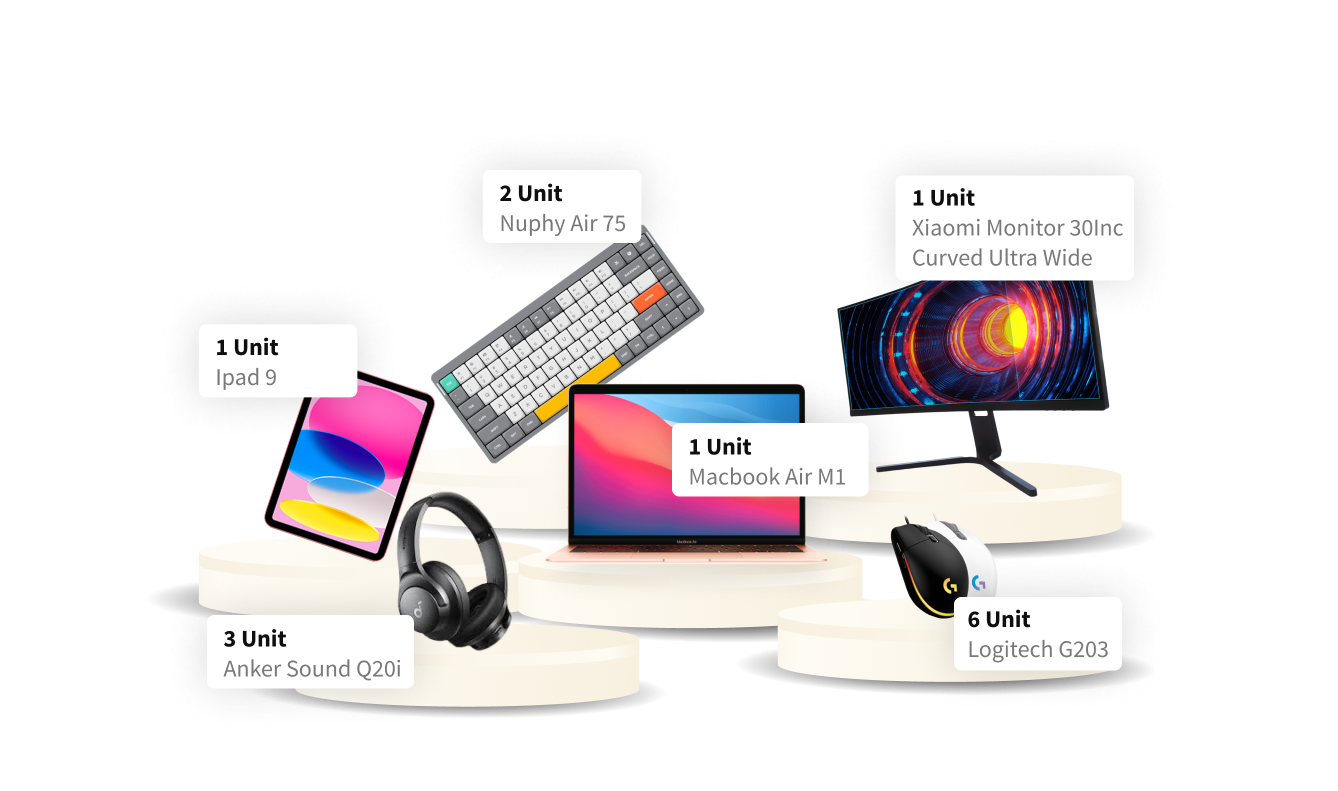 2 Unit
Nuphy Air 75
1 Unit
Xiaomi Monitor 30Inc
Curved Ultra Wide
1 Unit
Ipad 9
1 Unit
Macbook Air M1
3 Unit
Anker Sound Q20i
6 Unit
Logitech G203